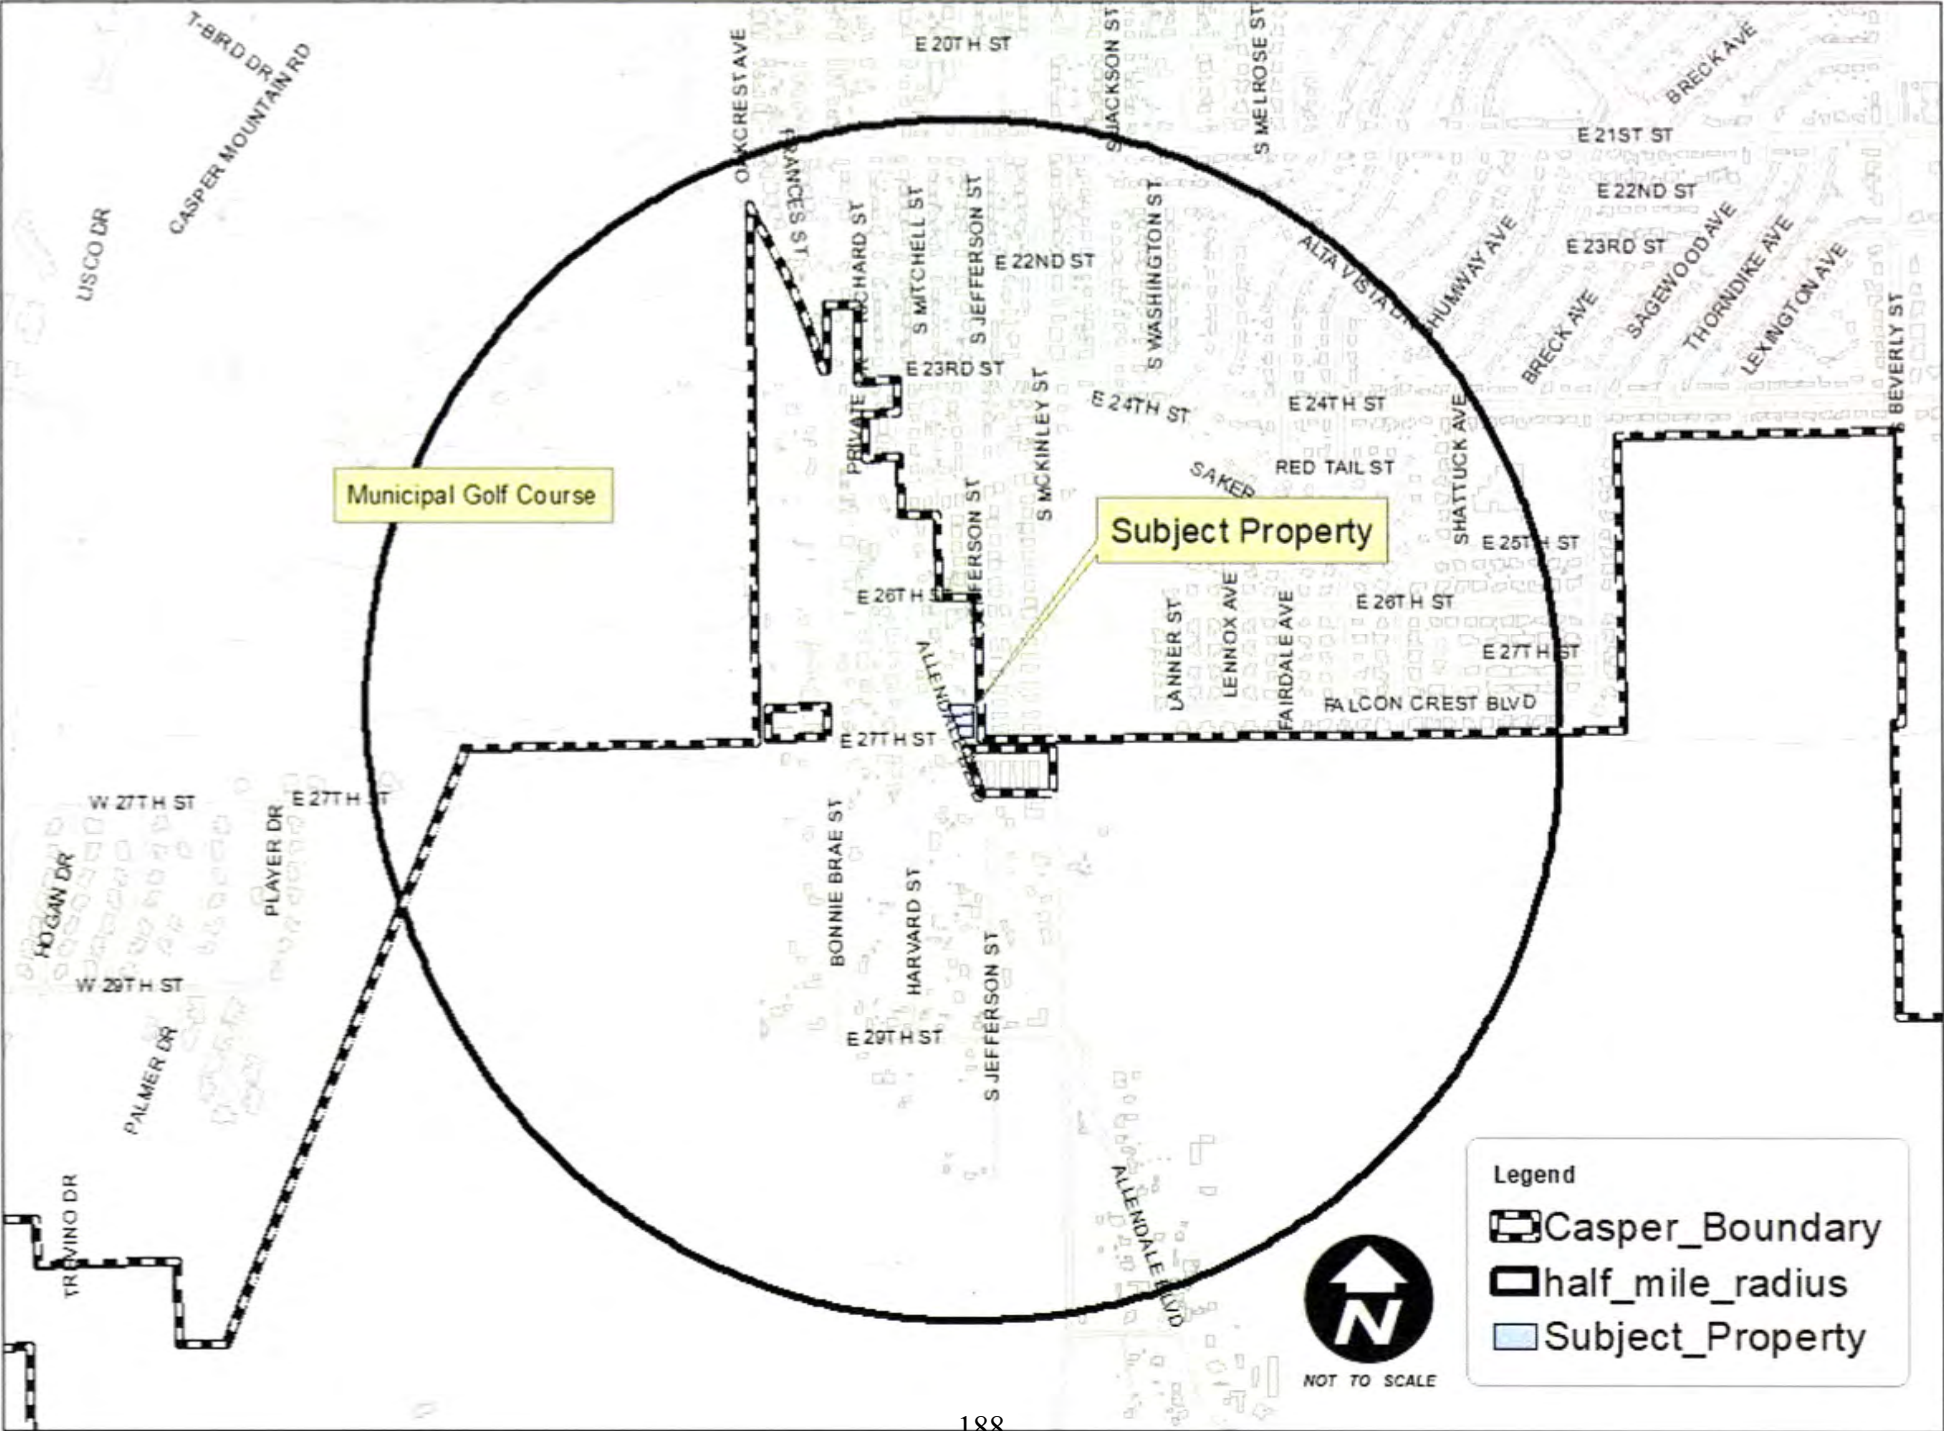 T-BIRD DR
CASPER MOUNTAIN RD
USCO DR
OAKCREST AVE
E 20TH ST
S JACKSON ST
S MELROSE ST
BRECK AVE
E 21ST ST
E 22ND ST
E 23RD ST
FRANCES ST
RICHARD ST
S MITCHELL ST
S JEFFERSON ST
E 22ND ST
S WASHINGTON ST
ALTA VISTA DR
SHUMWAY AVE
BRECK AVE
SAGEWOOD AVE
THORNDIKE AVE
LEXINGTON AVE
S BEVERLY ST
E 23RD ST
PRIVATE
S MCKINLEY ST
E 24TH ST
E 24TH ST
SHATTUCK AVE
Municipal Golf Course
SAKER
RED TAIL ST
Subject Property
E 25TH ST
JEFFERSON ST
E 26TH ST
LANNER ST
LENNOX AVE
FAIRDALE AVE
E 26TH ST
E 27TH ST
FALCON CREST BLVD
ALLENDALE
E 27TH ST
W 27TH ST
E 27TH ST
PLAYER DR
HOGAN DR
BONNIE BRAE ST
HARVARD ST
S JEFFERSON ST
W 29TH ST
E 29TH ST
PALMER DR
TREVINO DR
ALLENDALE BLVD
N
NOT TO SCALE
Legend
Casper_Boundary
half_mile_radius
Subject_Property
188